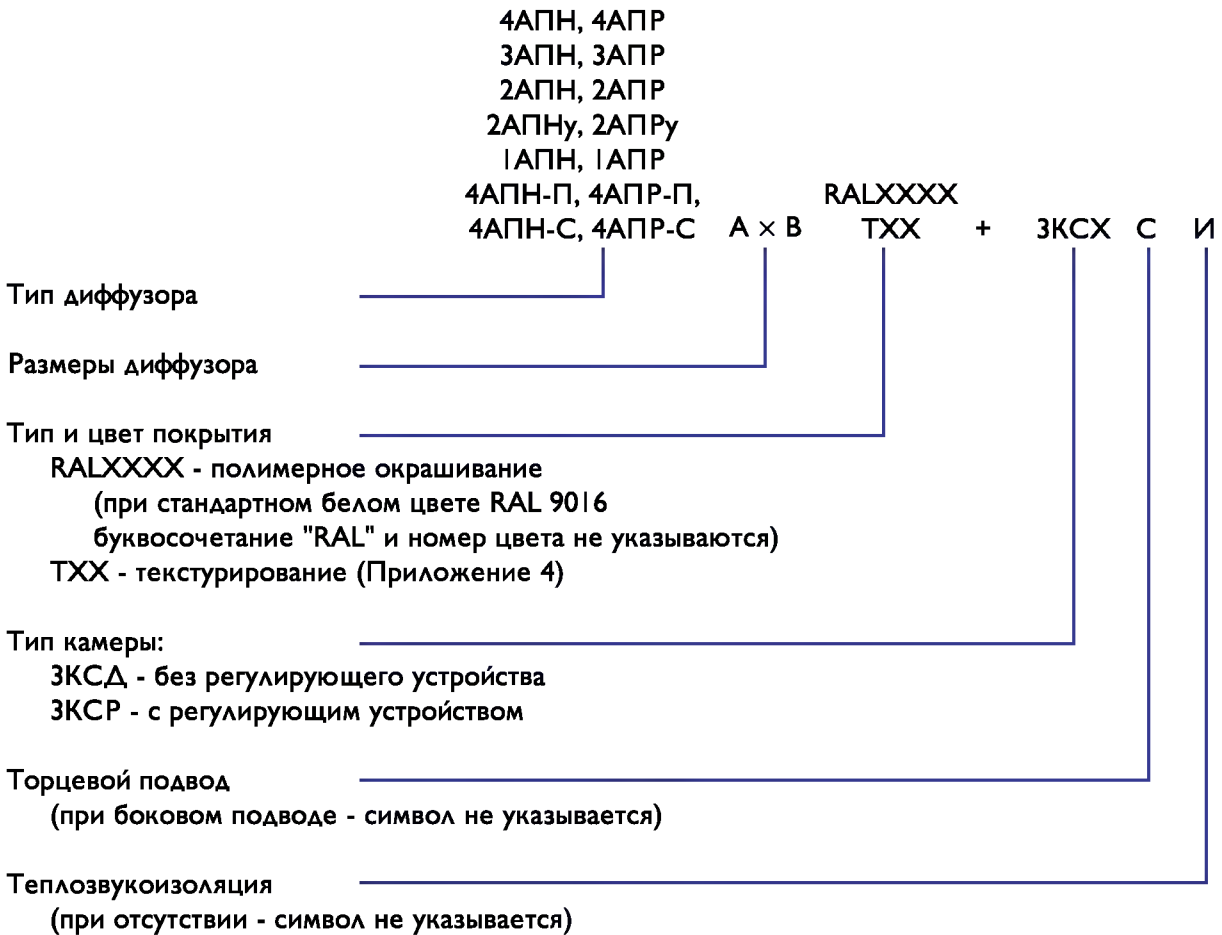 4АПН, 4АПР
3АПН, 3АПР
2АПН, 2АПР
2АПНу, 2АПРу
1АПН, 1АПР
4АПН-П, 4АПР-П, RALXXXX
4АПН-С, 4АПР-С А × В ТХХ + 3КСХ С И
Тип диффузора
Размеры диффузора
Тип и цвет покрытия
RALXXXX - полимерное окрашивание
(при стандартном белом цвете RAL 9016
буквосочетание "RAL" и номер цвета не указываются)
ТХХ - текстурирование (Приложение 4)
Тип камеры:
3КСД - без регулирующего устройства
3КСР - с регулирующим устройством
Торцевой подвод
(при боковом подводе - символ не указывается)
Теплозвукоизоляция
(при отсутствии - символ не указывается)